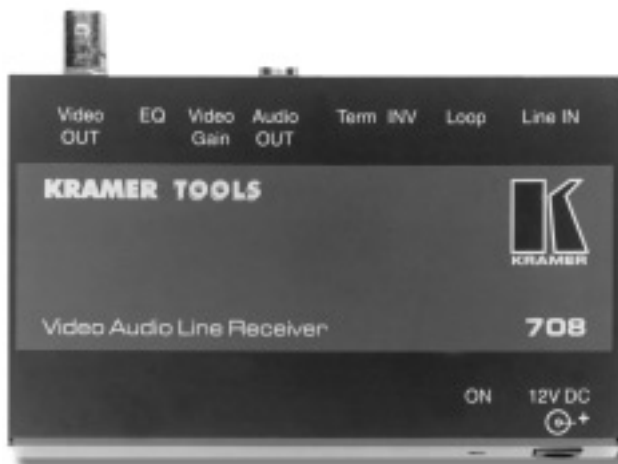 Video OUT EQ Video Gain Audio OUT Term INV Loop Line IN
KRAMER TOOLS
KRAMER
Video Audio Line Receiver 708
ON 12V DC
+